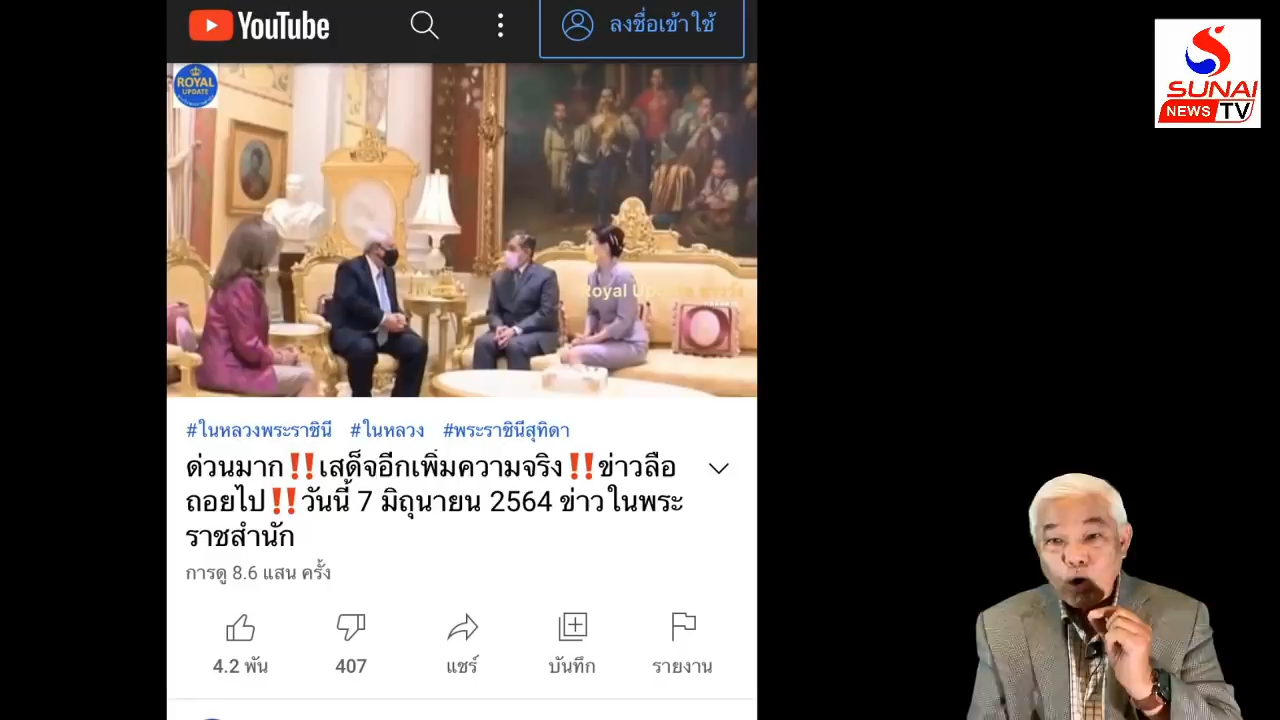 YouTube
ลงชื่อเข้าใช้
ROYAL
UPDATE
SUNAI
NEWS TV
#ในหลวงพระราชินี #ในหลวง #พระราชินีสุทิดา
ด่วนมาก‼️เสด็จอีกเพิ่มความจริง‼️ข่าวลือ
ถอยไป‼️วันนี้ 7 มิถุนายน 2564 ข่าวในพระ
ราชสำนัก
การดู 8.6 แสน ครั้ง
4.2 พัน 407 แชร์ บันทึก รายงาน